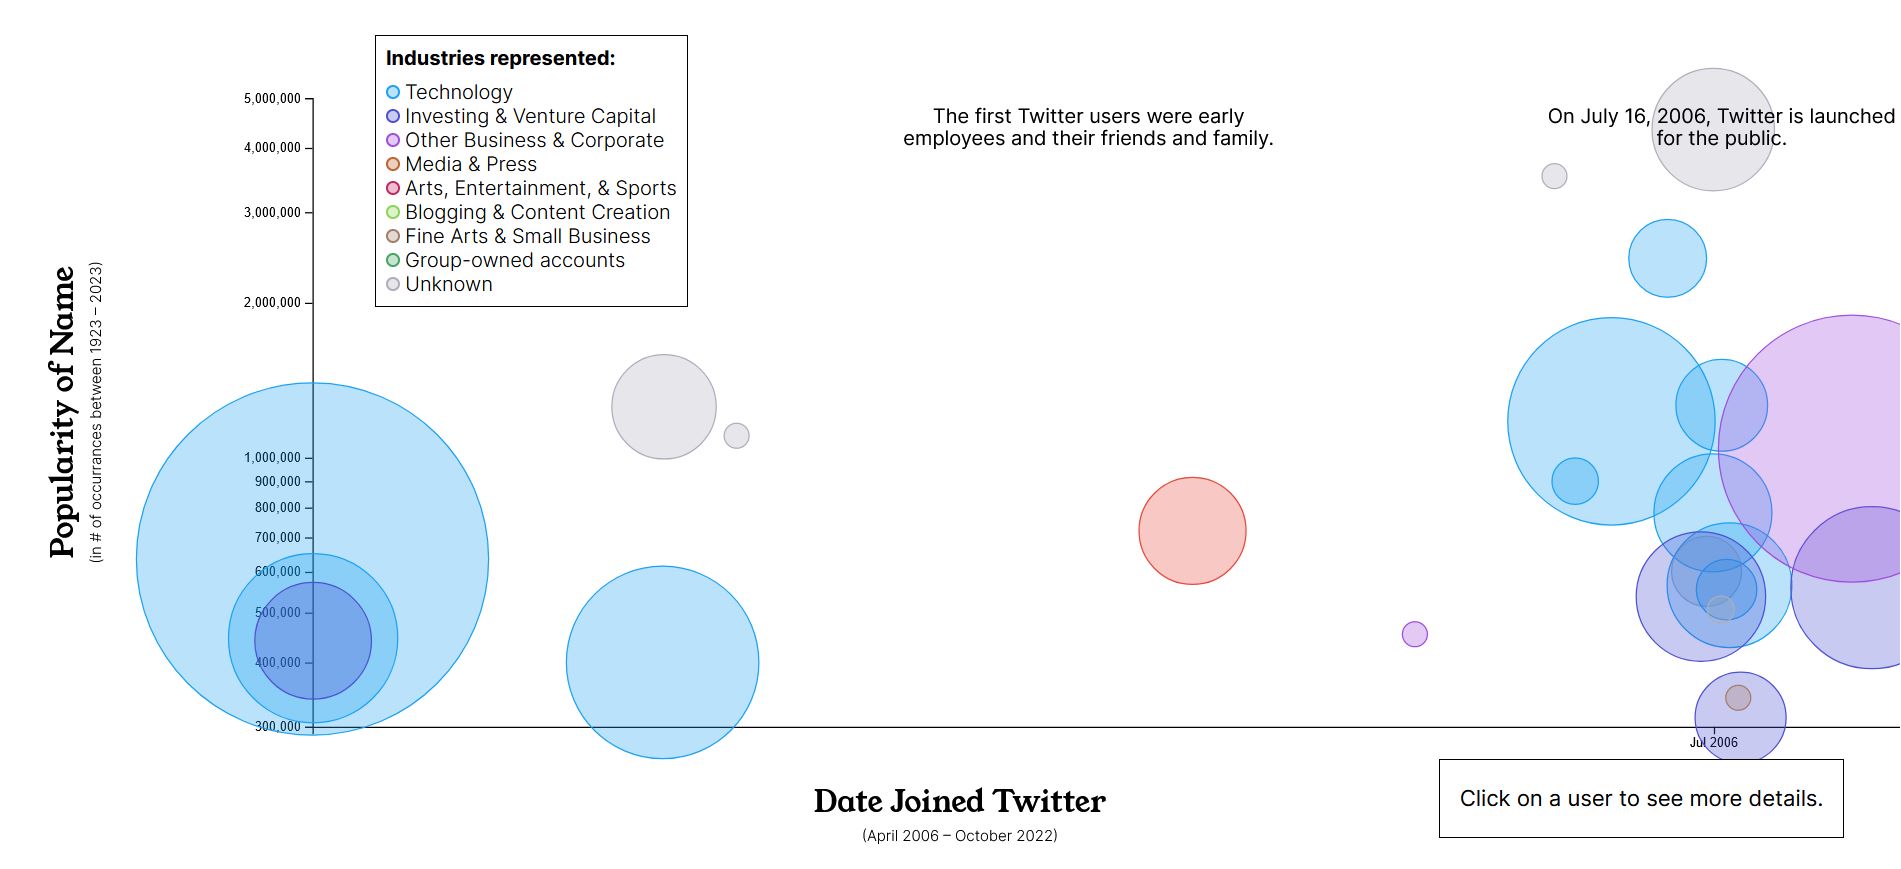 Industries represented:
Technology
Investing & Venture Capital
Other Business & Corporate
Media & Press
Arts, Entertainment, & Sports
Blogging & Content Creation
Fine Arts & Small Business
Group-owned accounts
Unknown
The first Twitter users were early
employees and their friends and family.
On July 16, 2006, Twitter is launched
for the public.
Popularity of Name
(in # of occurrances between 1923 – 2023)
5,000,000
4,000,000
3,000,000
2,000,000
1,000,000
900,000
800,000
700,000
600,000
500,000
400,000
300,000
Jul 2006
Date Joined Twitter
(April 2006 – October 2022)
Click on a user to see more details.